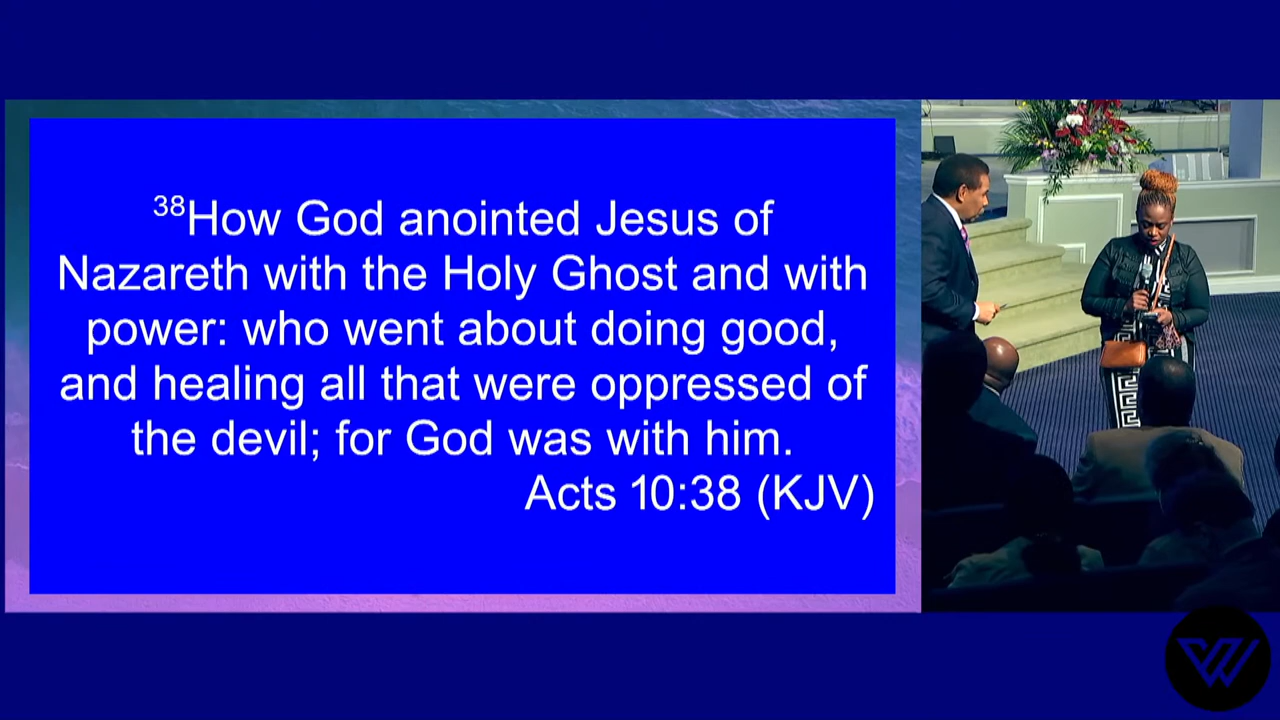 38How God anointed Jesus of
Nazareth with the Holy Ghost and with
power: who went about doing good,
and healing all that were oppressed of
the devil; for God was with him.
Acts 10:38 (KJV)